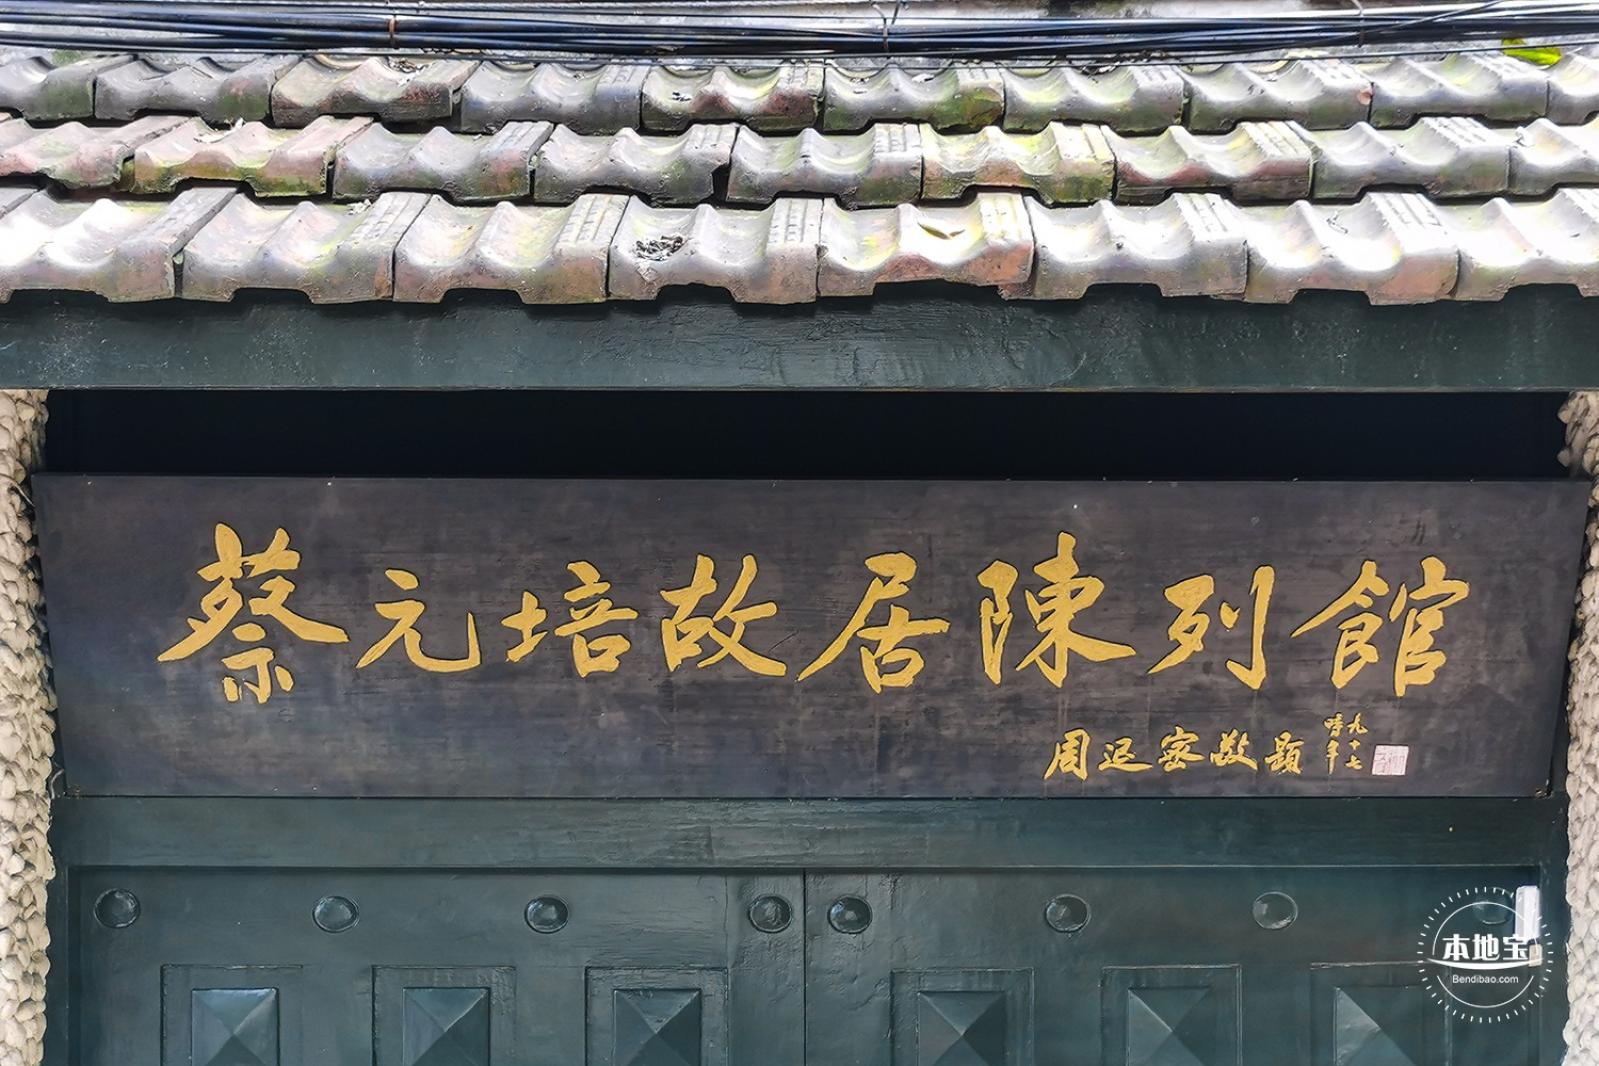 蔡元培故居陳列館
周退密敬題
時年
九十七
本地宝
Bendibao.com